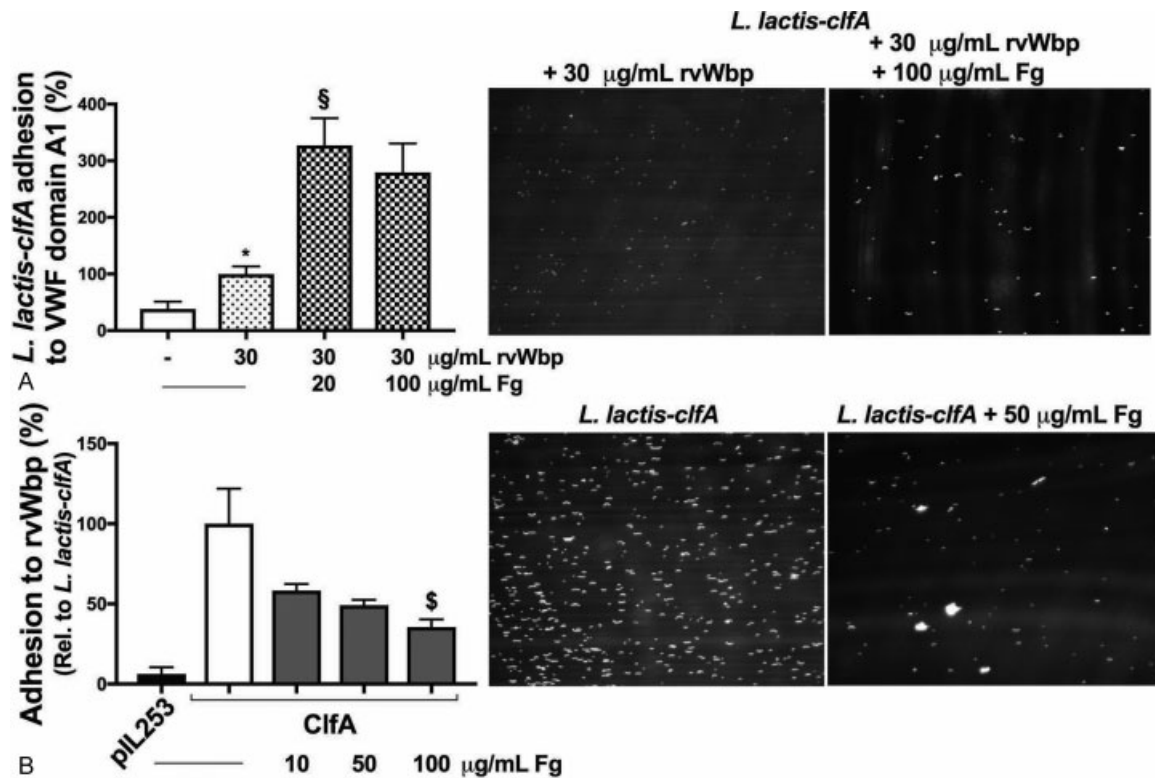 L. lactis-clfA
+ 30 μg/mL rvWbp
+ 30 μg/mL rvWbp
+ 100 μg/mL Fg
L. lactis-clfA adhesion
to VWF domain A1 (%)
400
300
200
100
0
*
§
- 30 30 30 μg/mL rvWbp
20 100 μg/mL Fg
A
L. lactis-clfA
L. lactis-clfA + 50 μg/mL Fg
Adhesion to rvWbp (%)
(Rel. to L. lactis-clfA)
150
100
50
0
$
pIL253
ClfA
10 50 100 μg/mL Fg
B